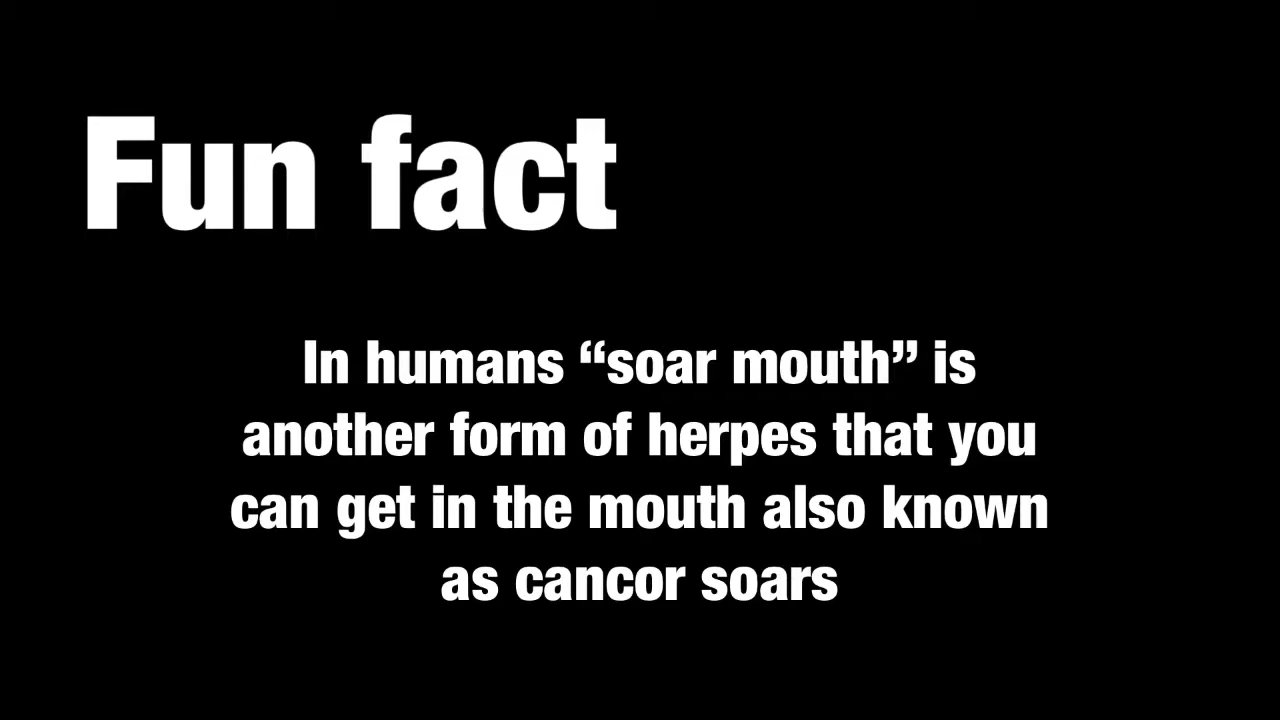 Fun fact
In humans “soar mouth” is
another form of herpes that you
can get in the mouth also known
as cancor soars